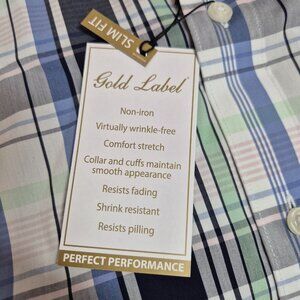 SLIM FIT
Gold Label
Non-iron
Virtually wrinkle-free
Comfort stretch
Collar and cuffs maintain
smooth appearance
Resists fading
Shrink resistant
Resists pilling
PERFECT PERFORMANCE